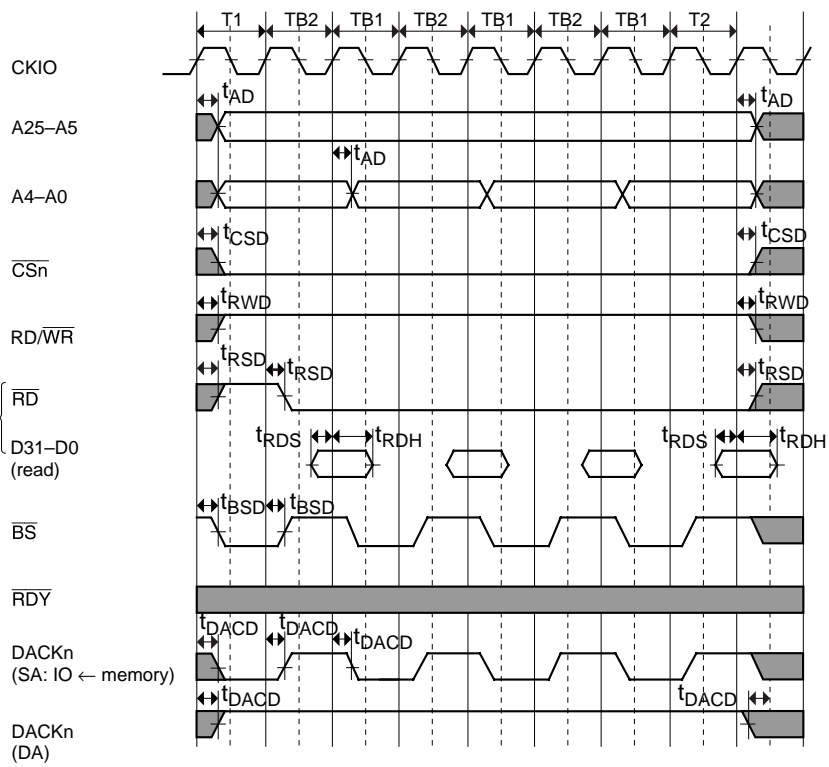 T1 TB2 TB1 TB2 TB1 TB2 TB1 T2
CKIO
tAD tAD
A25–A5
tAD
A4–A0
tCSD tCSD
CSn
tRWD tRWD
RD/WR
tRSD tRSD tRSD
RD
tRDS tRDH tRDS tRDH
D31–D0
(read)
tBSD tBSD
BS
RDY
tDACD tDACD tDACD
DACKn
(SA: IO ← memory)
tDACD tDACD
DACKn
(DA)